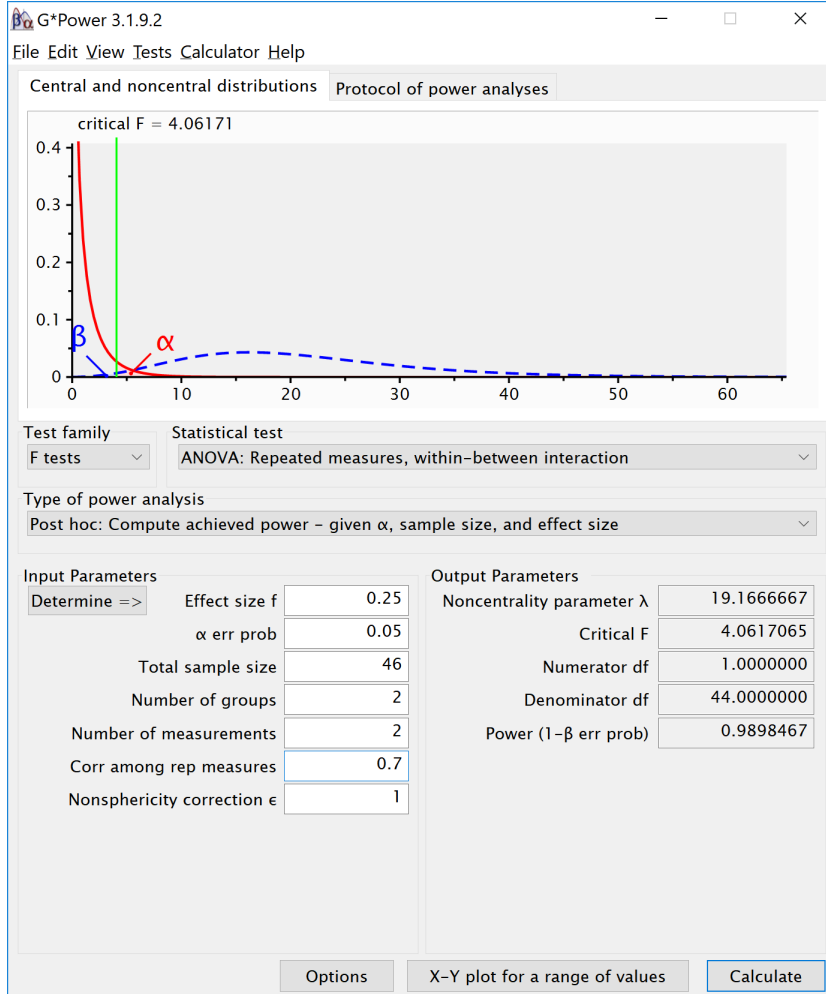 βα G*Power 3.1.9.2
File Edit View Tests Calculator Help
Central and noncentral distributions Protocol of power analyses
critical F = 4.06171
0.4
0.3
0.2
0.1
β α
0
0 10 20 30 40 50 60
Test family Statistical test
F tests ANOVA: Repeated measures, within-between interaction
Type of power analysis
Post hoc: Compute achieved power – given α, sample size, and effect size
Input Parameters Output Parameters
Determine => Effect size f 0.25 Noncentrality parameter λ 19.1666667
α err prob 0.05 Critical F 4.0617065
Total sample size 46 Numerator df 1.0000000
Number of groups 2 Denominator df 44.0000000
Number of measurements 2 Power (1-β err prob) 0.9898467
Corr among rep measures 0.7
Nonsphericity correction ϵ 1
Options X-Y plot for a range of values Calculate